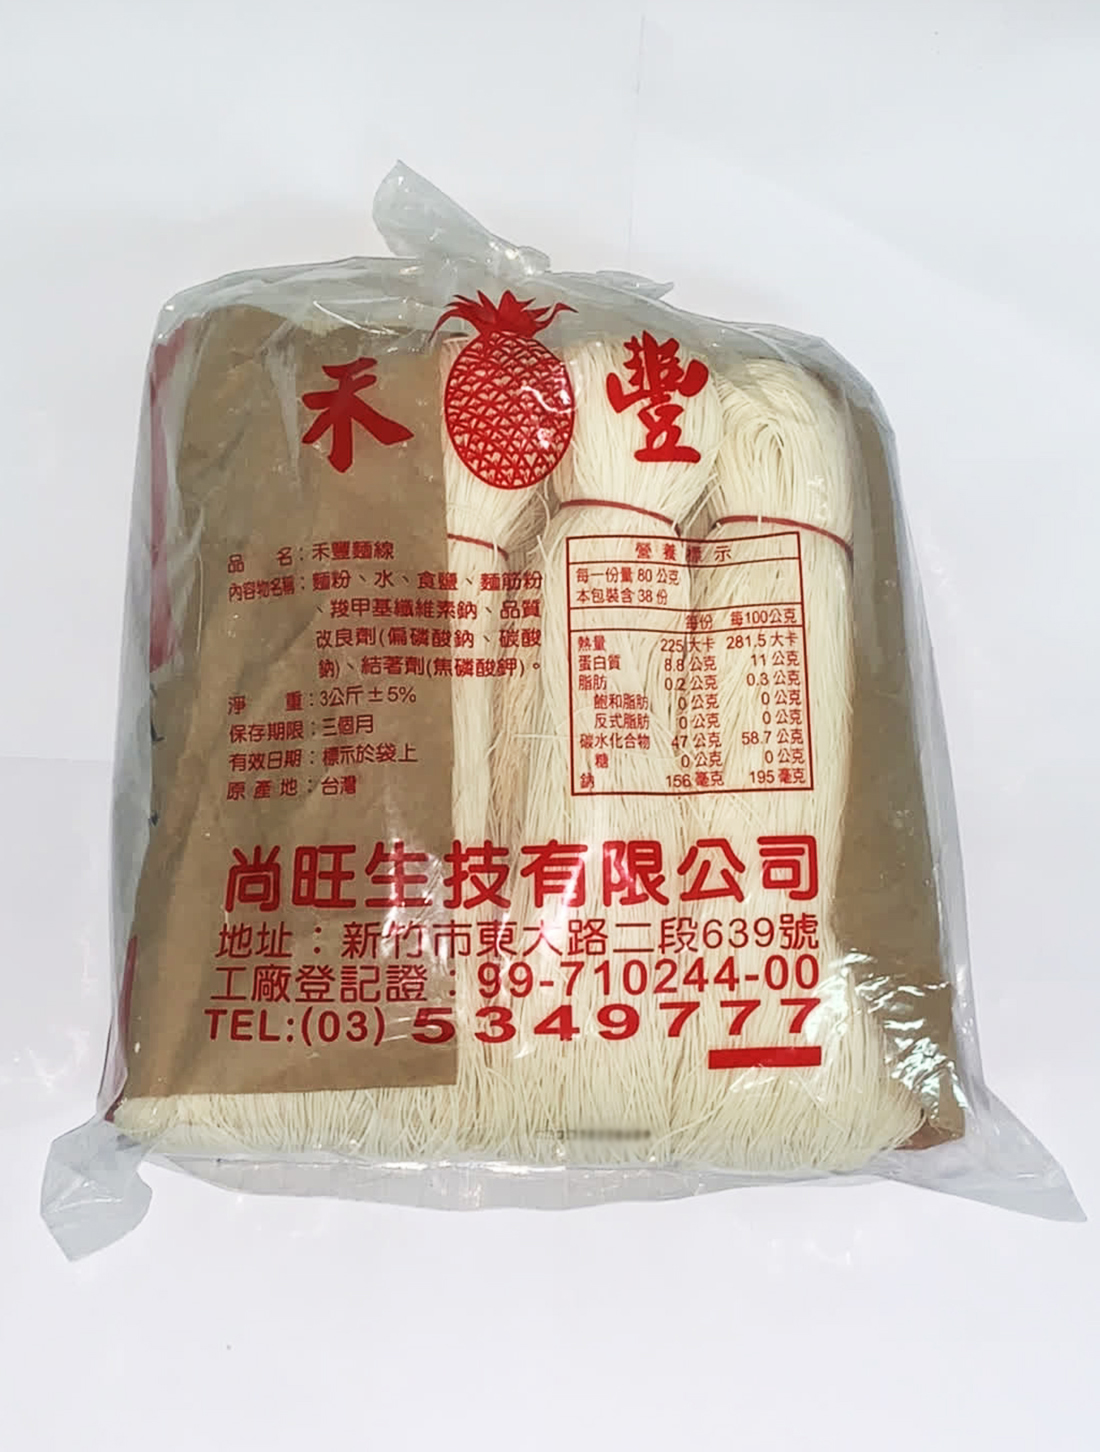 禾豐
品名：禾豐麵線
內容物名稱：麵粉、水、食鹽、麵筋粉
、羧甲基纖維素鈉、品質
改良劑(偏磷酸鈉、碳酸
鈉)、結著劑(焦磷酸鉀)。
淨重：3公斤±5%
保存期限：三個月
有效日期：標示於袋上
原產地：台灣
營養標示
每一份量 80 公克
本包裝含 38 份
每份 每100公克
熱量 225 大卡 281.5 大卡
蛋白質 8.8 公克 11 公克
脂肪 0.2 公克 0.3 公克
飽和脂肪 0 公克 0 公克
反式脂肪 0 公克 0 公克
碳水化合物 47 公克 58.7 公克
糖 0 公克 0 公克
鈉 156 毫克 195 毫克
尚旺生技有限公司
地址：新竹市東大路二段639號
工廠登記證：99-710244-00
TEL:(03) 5349777